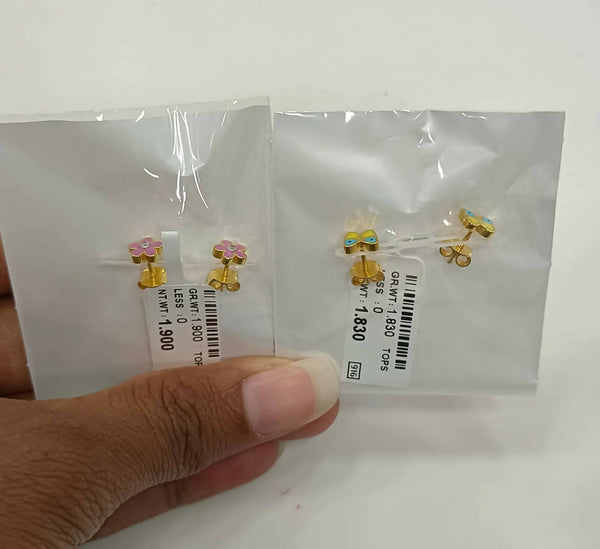 GR.WT: 1.900 TOPS
LESS : 0
NT.WT: 1.900
GR.WT: 1.830 TOPS
LESS : 0
WT: 1.830
916